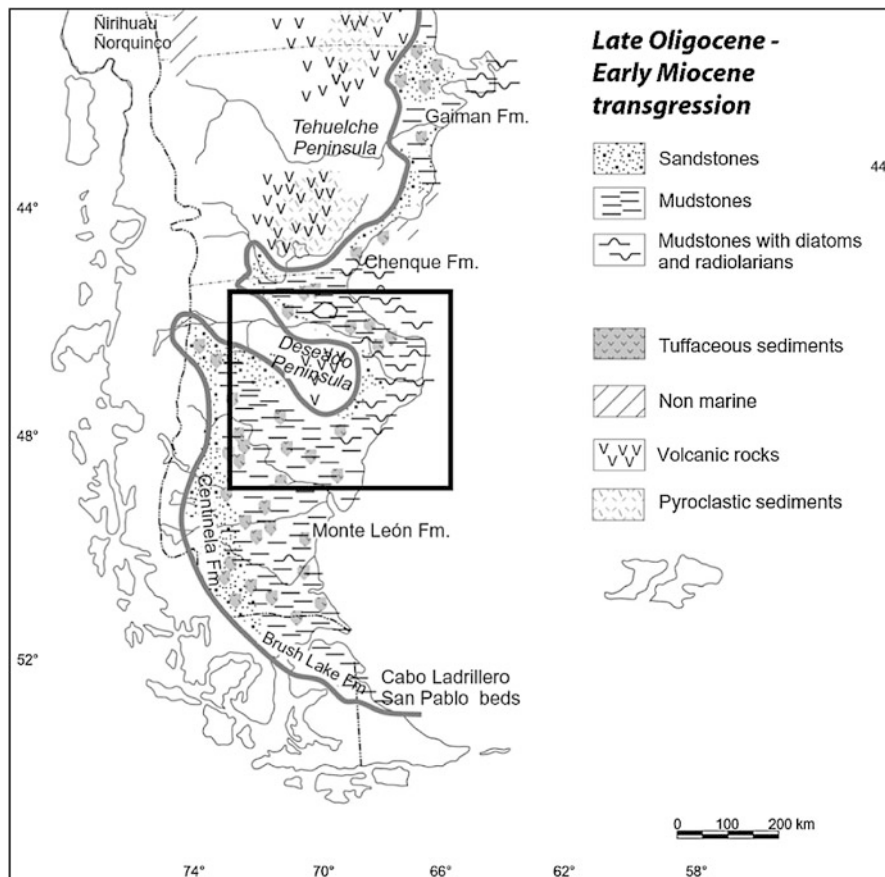 Ñirihuau
Ñorquinco
Tehuelche
Peninsula
Gaiman Fm.
Chenque Fm.
Deseado
Peninsula
Centinela Fm.
Monte León Fm.
Brush Lake Fm
Cabo Ladrillero
San Pablo beds
44°
48°
52°
74°
70°
66°
62°
58°
Late Oligocene -
Early Miocene
transgression
Sandstones
44
Mudstones
Mudstones with diatoms
and radiolarians
Tuffaceous sediments
Non marine
Volcanic rocks
Pyroclastic sediments
0 100 200 km